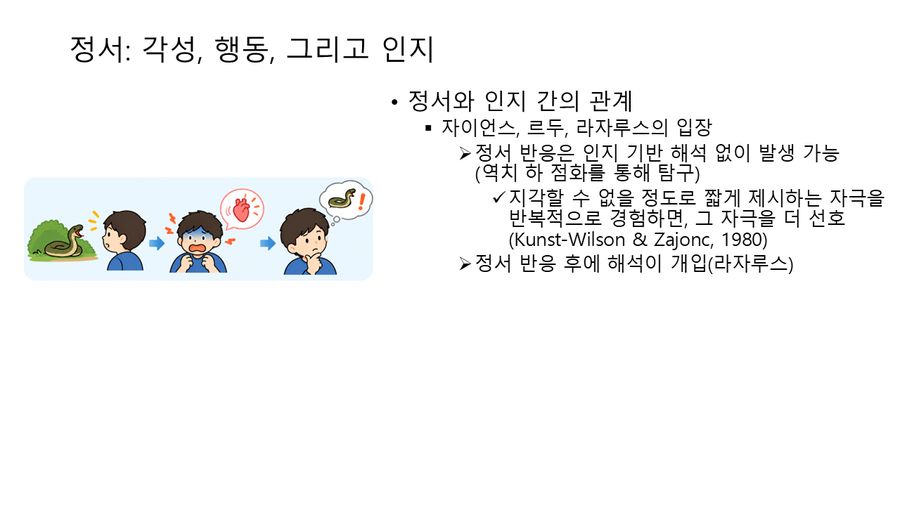 정서: 각성, 행동, 그리고 인지
• 정서와 인지 간의 관계
▪ 자이언스, 르두, 라자루스의 입장
➢정서 반응은 인지 기반 해석 없이 발생 가능
(역치 하 점화를 통해 탐구)
✓지각할 수 없을 정도로 짧게 제시하는 자극을
반복적으로 경험하면, 그 자극을 더 선호
(Kunst-Wilson & Zajonc, 1980)
➢정서 반응 후에 해석이 개입(라자루스)
!